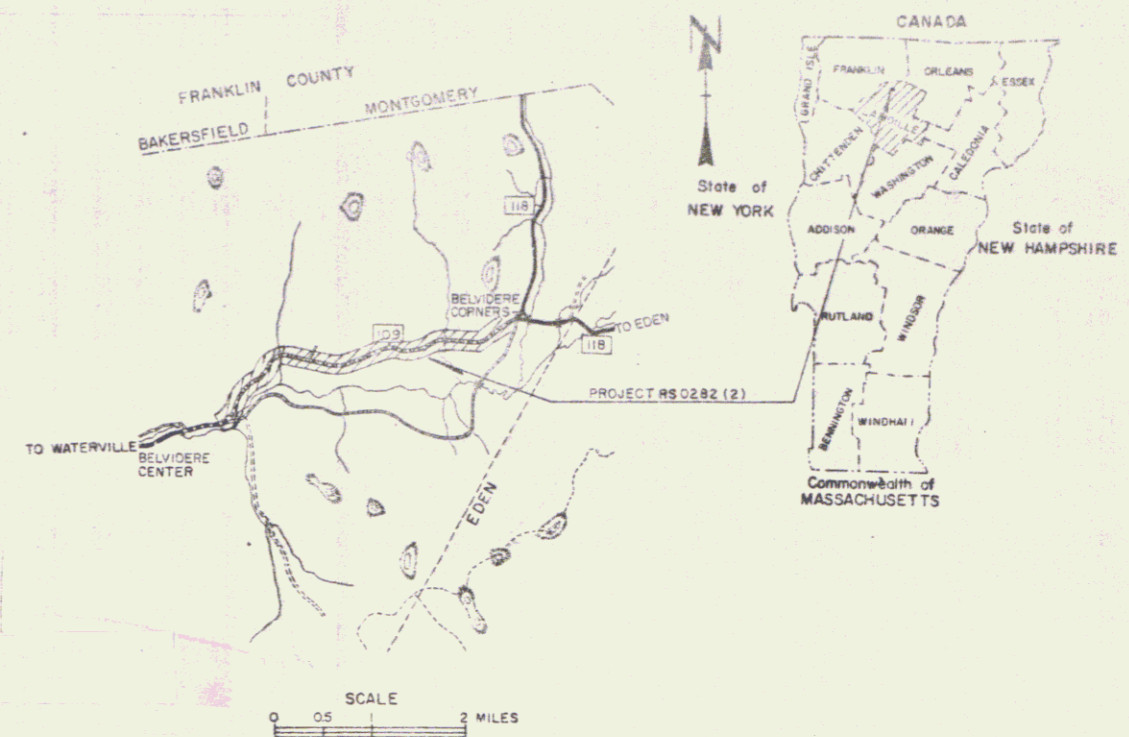 CANADA
FRANKLIN COUNTY
BAKERSFIELD
MONTGOMERY
N
State of
NEW YORK
GRAND ISLE
FRANKLIN
ORLEANS
ESSEX
LAMOILLE
CHITTENDEN
WASHINGTON
CALEDONIA
ADDISON
ORANGE
State of
NEW HAMPSHIRE
RUTLAND
WINDSOR
BENNINGTON
WINDHAM
Commonwealth of
MASSACHUSETTS
118
BELVIDERE
CORNERS
109
TO EDEN
118
PROJECT RS 0282 (2)
TO WATERVILLE
BELVIDERE
CENTER
EDEN
SCALE
0 0.5 2 MILES